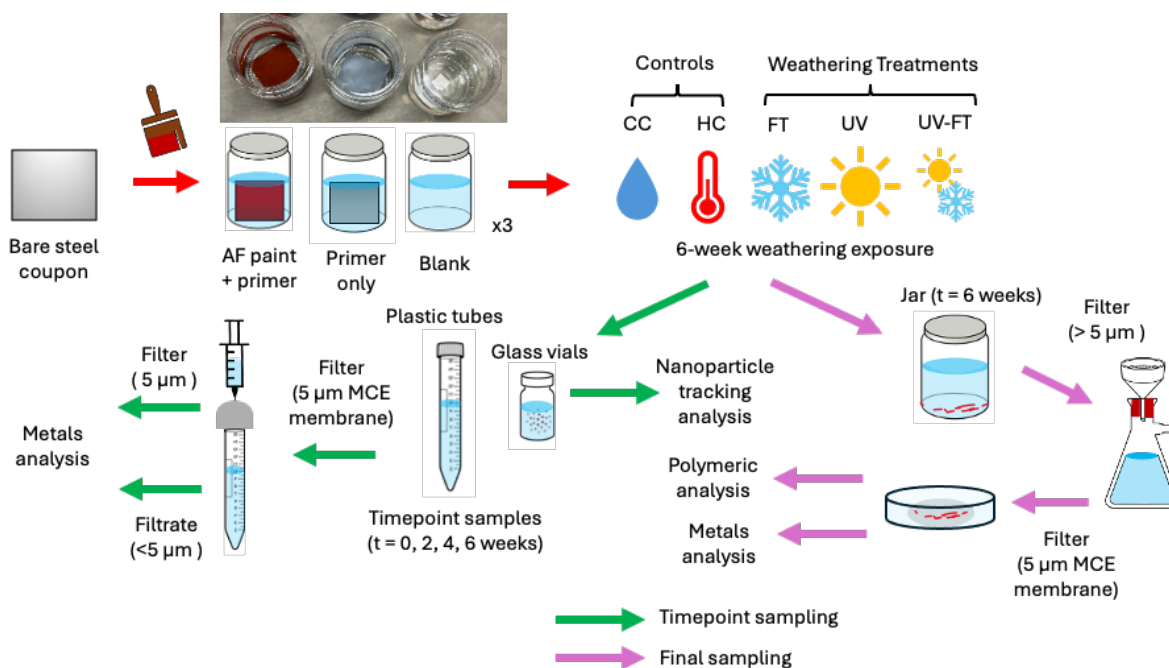 Controls
Weathering Treatments
CC
HC
FT
UV
UV-FT
Bare steel
coupon
AF paint
+ primer
Primer
only
Blank
x3
6-week weathering exposure
Plastic tubes
Glass vials
Jar (t = 6 weeks)
Filter
(> 5 µm )
Filter
( 5 µm )
Filter
(5 µm MCE
membrane)
Nanoparticle
tracking
analysis
Metals
analysis
Polymeric
analysis
Filtrate
(<5 µm )
Timepoint samples
(t = 0, 2, 4, 6 weeks)
Metals
analysis
Filter
(5 µm MCE
membrane)
Timepoint sampling
Final sampling